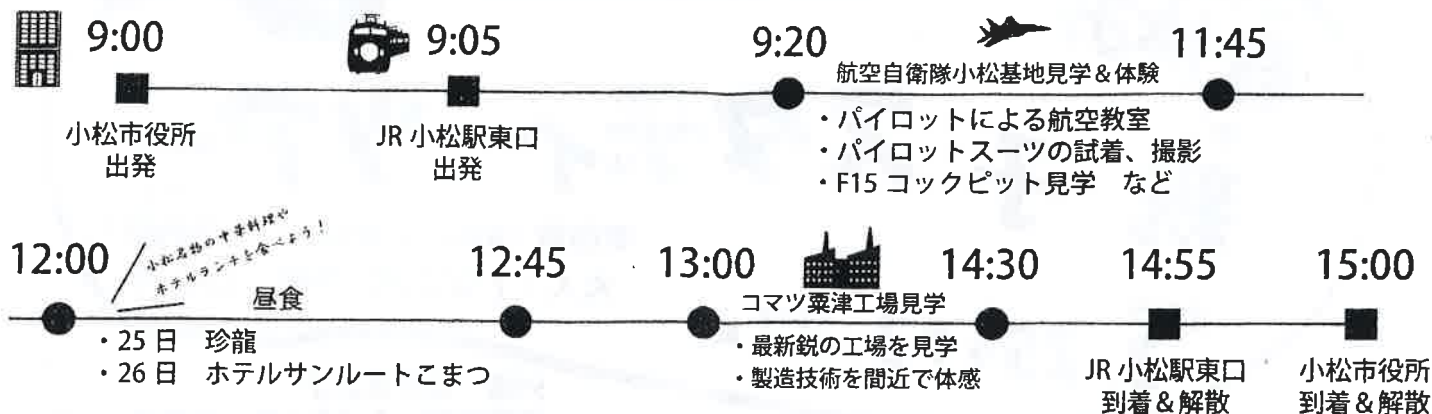 9:00
9:05
9:20
11:45
航空自衛隊小松基地見学&体験
小松市役所
出発
JR 小松駅東口
出発
・パイロットによる航空教室
・パイロットスーツの試着、撮影
・F15 コックピット見学　など
小松名物の中華料理や
ホテルランチを食べよう！
12:00
12:45
13:00
14:30
14:55
15:00
昼食
コマツ粟津工場見学
・25 日　珍龍
・26 日　ホテルサンルートこまつ
・最新鋭の工場を見学
・製造技術を間近で体感
JR 小松駅東口
到着&解散
小松市役所
到着&解散